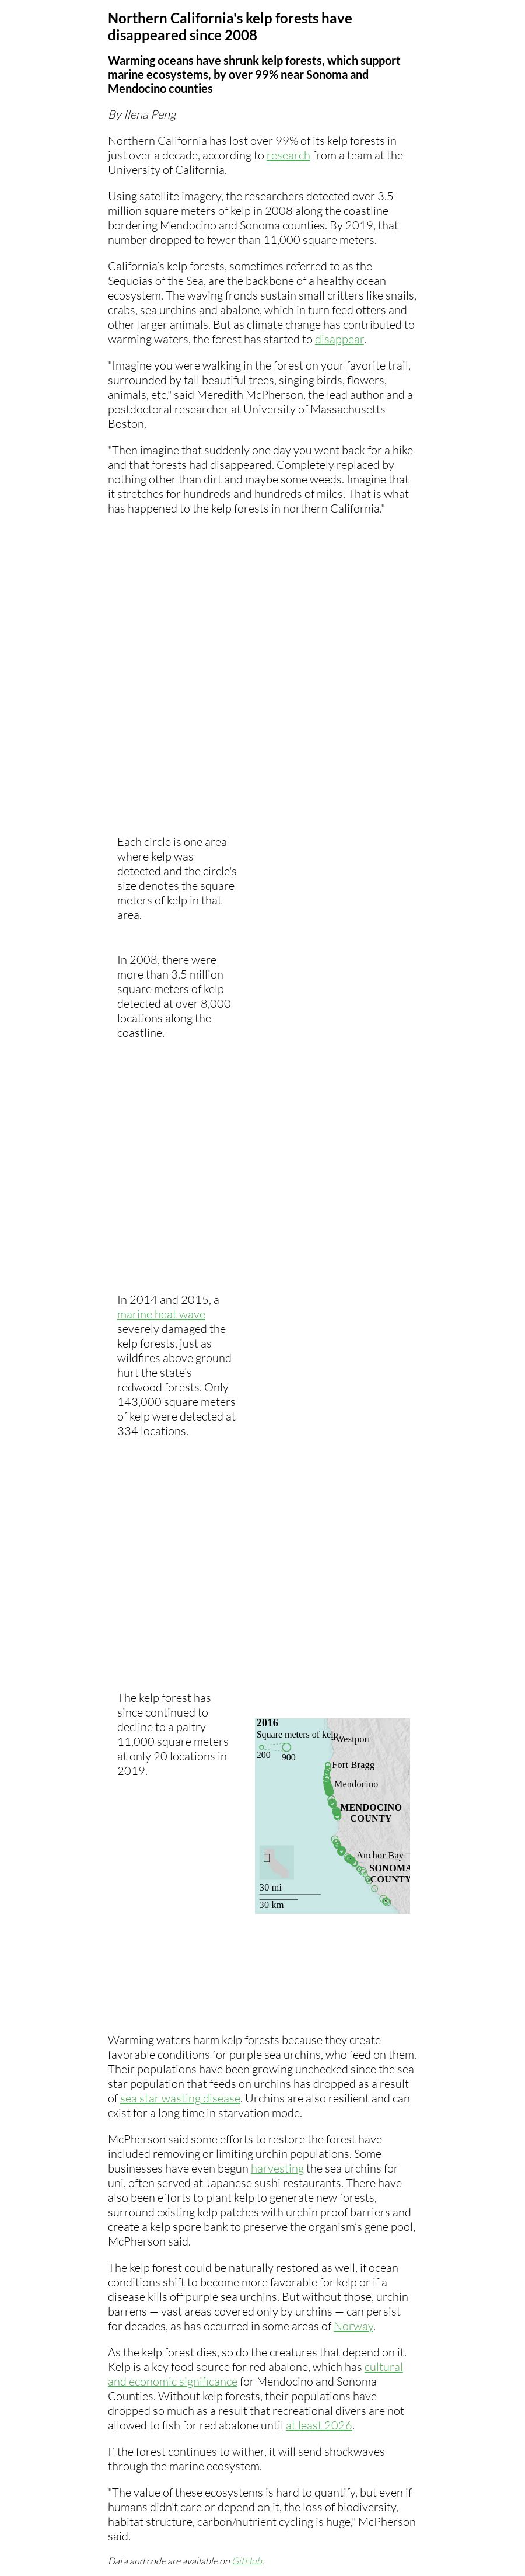 Northern California's kelp forests have
disappeared since 2008
Warming oceans have shrunk kelp forests, which support
marine ecosystems, by over 99% near Sonoma and
Mendocino counties
By Ilena Peng
Northern California has lost over 99% of its kelp forests in
just over a decade, according to research from a team at the
University of California.
Using satellite imagery, the researchers detected over 3.5
million square meters of kelp in 2008 along the coastline
bordering Mendocino and Sonoma counties. By 2019, that
number dropped to fewer than 11,000 square meters.
California's kelp forests, sometimes referred to as the
Sequoias of the Sea, are the backbone of a healthy ocean
ecosystem. The waving fronds sustain small critters like snails,
crabs, sea urchins and abalone, which in turn feed otters and
other larger animals. But as climate change has contributed to
warming waters, the forest has started to disappear.
"Imagine you were walking in the forest on your favorite trail,
surrounded by tall beautiful trees, singing birds, flowers,
animals, etc," said Meredith McPherson, the lead author and a
postdoctoral researcher at University of Massachusetts
Boston.
"Then imagine that suddenly one day you went back for a hike
and that forests had disappeared. Completely replaced by
nothing other than dirt and maybe some weeds. Imagine that
it stretches for hundreds and hundreds of miles. That is what
has happened to the kelp forests in northern California."
Each circle is one area
where kelp was
detected and the circle's
size denotes the square
meters of kelp in that
area.
In 2008, there were
more than 3.5 million
square meters of kelp
detected at over 8,000
locations along the
coastline.
In 2014 and 2015, a
marine heat wave
severely damaged the
kelp forests, just as
wildfires above ground
hurt the state's
redwood forests. Only
143,000 square meters
of kelp were detected at
334 locations.
The kelp forest has
since continued to
decline to a paltry
11,000 square meters
at only 20 locations in
2019.
2016
Square meters of kelp
200
900
Westport
Fort Bragg
Mendocino
MENDOCINO
COUNTY
Anchor Bay
SONOMA
COUNTY
30 mi
30 km
Warming waters harm kelp forests because they create
favorable conditions for purple sea urchins, who feed on them.
Their populations have been growing unchecked since the sea
star population that feeds on urchins has dropped as a result
of sea star wasting disease. Urchins are also resilient and can
exist for a long time in starvation mode.
McPherson said some efforts to restore the forest have
included removing or limiting urchin populations. Some
businesses have even begun harvesting the sea urchins for
uni, often served at Japanese sushi restaurants. There have
also been efforts to plant kelp to generate new forests,
surround existing kelp patches with urchin proof barriers and
create a kelp spore bank to preserve the organism's gene pool,
McPherson said.
The kelp forest could be naturally restored as well, if ocean
conditions shift to become more favorable for kelp or if a
disease kills off purple sea urchins. But without those, urchin
barrens — vast areas covered only by urchins — can persist
for decades, as has occurred in some areas of Norway.
As the kelp forest dies, so do the creatures that depend on it.
Kelp is a key food source for red abalone, which has cultural
and economic significance for Mendocino and Sonoma
Counties. Without kelp forests, their populations have
dropped so much as a result that recreational divers are not
allowed to fish for red abalone until at least 2026.
If the forest continues to wither, it will send shockwaves
through the marine ecosystem.
"The value of these ecosystems is hard to quantify, but even if
humans didn't care or depend on it, the loss of biodiversity,
habitat structure, carbon/nutrient cycling is huge," McPherson
said.
Data and code are available on GitHub.